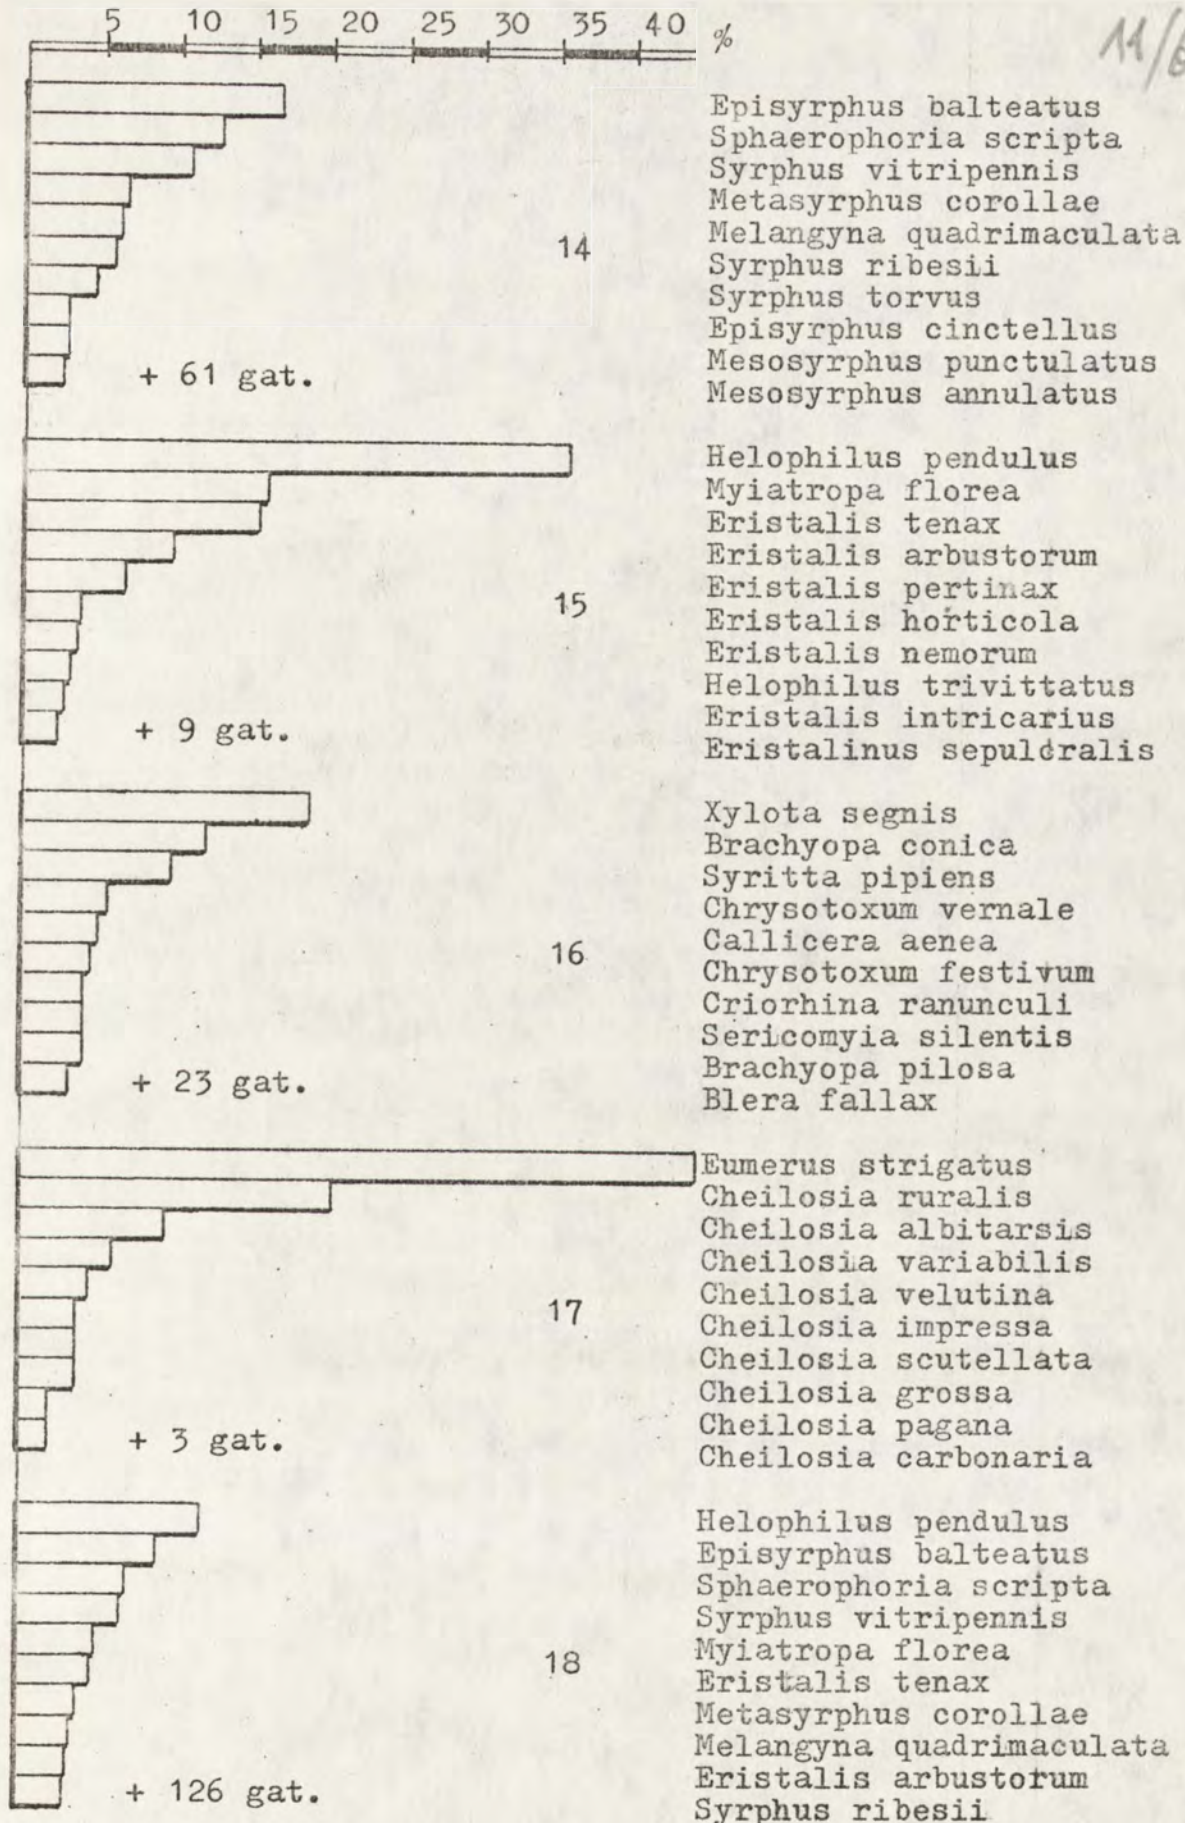 5 10 15 20 25 30 35 40 %
Episyrphus balteatus
Sphaerophoria scripta
Syrphus vitripennis
Metasyrphus corollae
14
Melangyna quadrimaculata
Syrphus ribesii
Syrphus torvus
Episyrphus cinctellus
Mesosyrphus punctulatus
+ 61 gat.
Mesosyrphus annulatus
Helophilus pendulus
Myiatropa florea
Eristalis tenax
Eristalis arbustorum
Eristalis pertinax
15
Eristalis horticola
Eristalis nemorum
Helophilus trivittatus
Eristalis intricarius
+ 9 gat.
Eristalinus sepulcralis
Xylota segnis
Brachyopa conica
Syritta pipiens
Chrysotoxum vernale
Callicera aenea
16
Chrysotoxum festivum
Criorhina ranunculi
Sericomyia silentis
Brachyopa pilosa
+ 23 gat.
Blera fallax
Eumerus strigatus
Cheilosia ruralis
Cheilosia albitarsis
Cheilosia variabilis
Cheilosia velutina
17
Cheilosia impressa
Cheilosia scutellata
Cheilosia grossa
Cheilosia pagana
+ 3 gat.
Cheilosia carbonaria
Helophilus pendulus
Episyrphus balteatus
Sphaerophoria scripta
Syrphus vitripennis
Myiatropa florea
18
Eristalis tenax
Metasyrphus corollae
Melangyna quadrimaculata
Eristalis arbustorum
+ 126 gat.
Syrphus ribesii